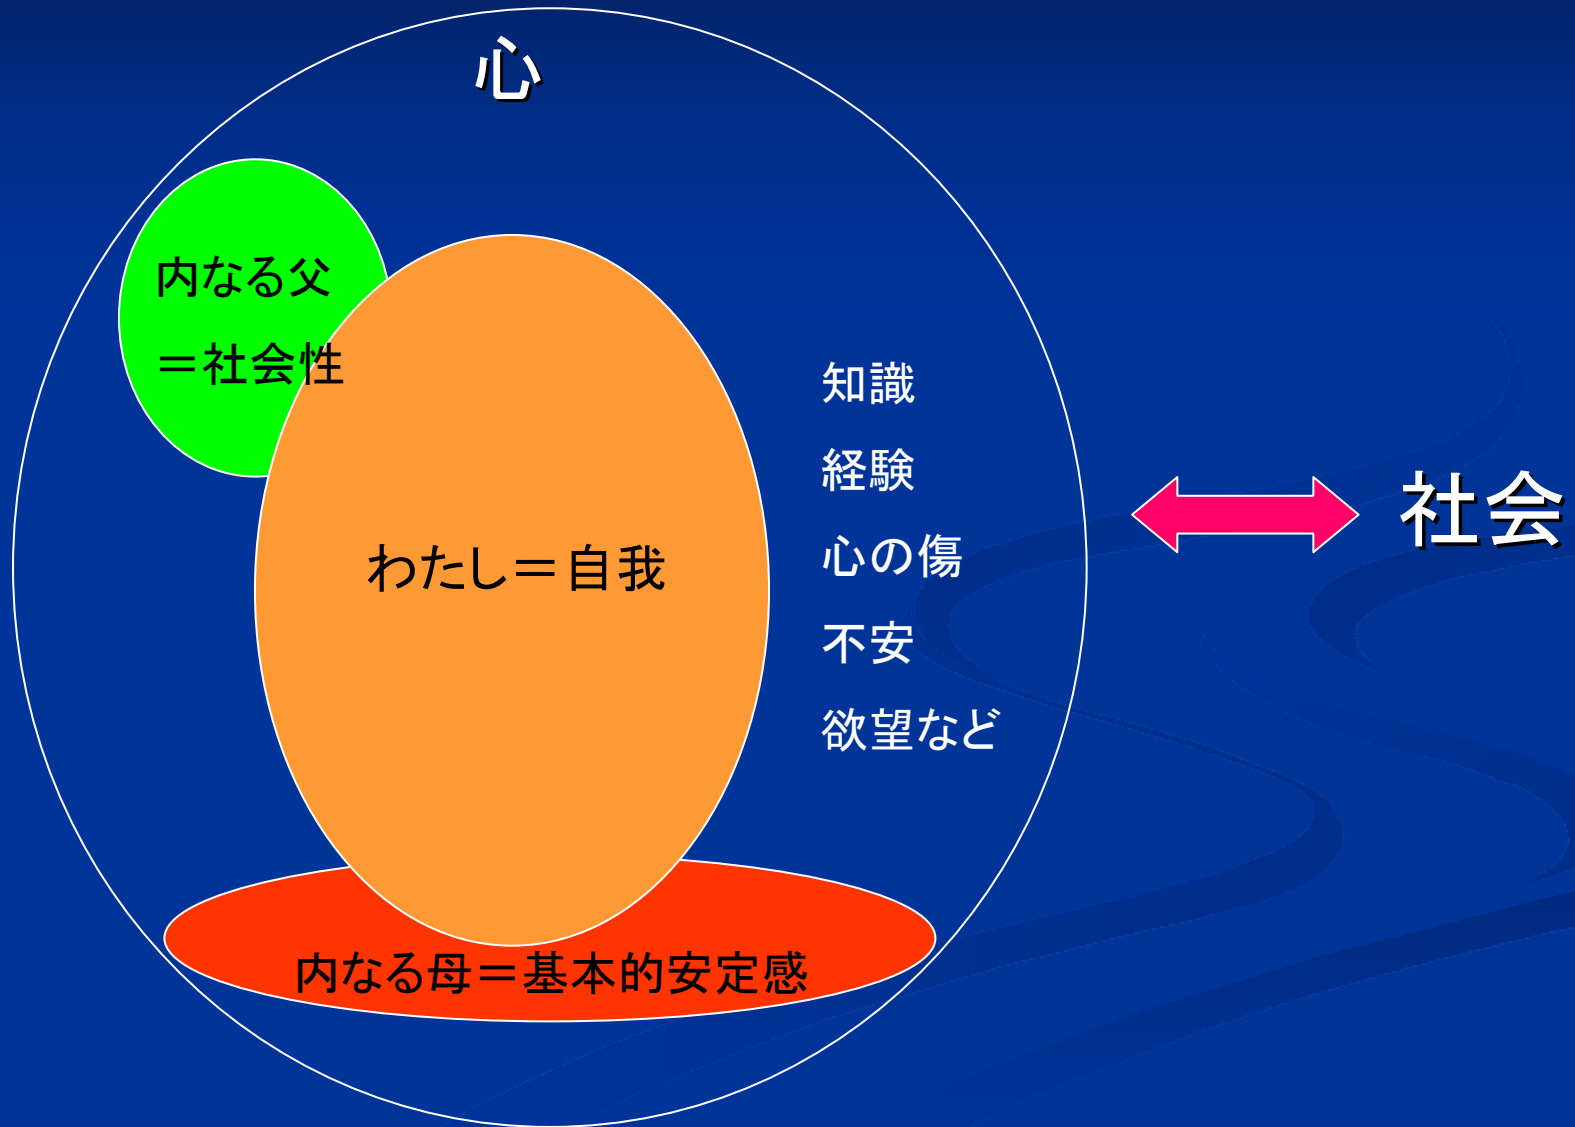 心
内なる父
＝社会性
わたし＝自我
知識
経験
心の傷
不安
欲望など
社会
内なる母＝基本的安定感